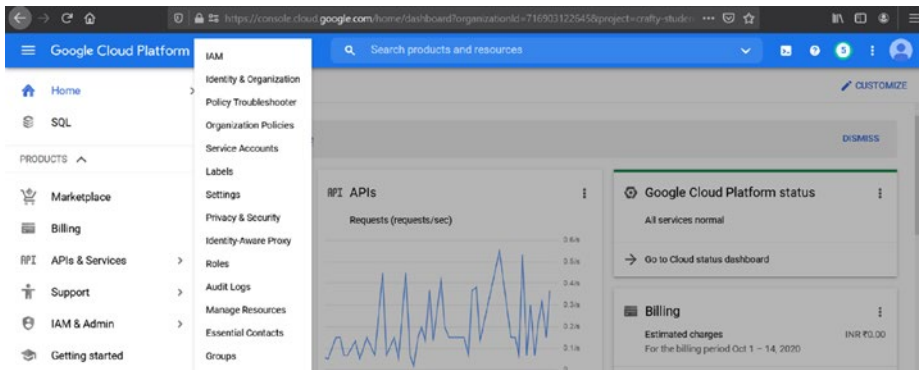 https://console.cloud.google.com/home/dashboard?organizationId=716903122645&project=crafty-studen
Google Cloud Platform
Search products and resources
5
Home
SQL
PRODUCTS
Marketplace
Billing
API APIs & Services
Support
IAM & Admin
Getting started
IAM
Identity & Organization
Policy Troubleshooter
Organization Policies
Service Accounts
Labels
Settings
Privacy & Security
Identity-Aware Proxy
Roles
Audit Logs
Manage Resources
Essential Contacts
Groups
CUSTOMIZE
DISMISS
API APIs
Requests (requests/sec)
0.6/s
0.5/s
0.4/s
0.3/s
0.2/s
0.1/s
0
Google Cloud Platform status
All services normal
Go to Cloud status dashboard
Billing
Estimated charges INR ₹0.00
For the billing period Oct 1 – 14, 2020